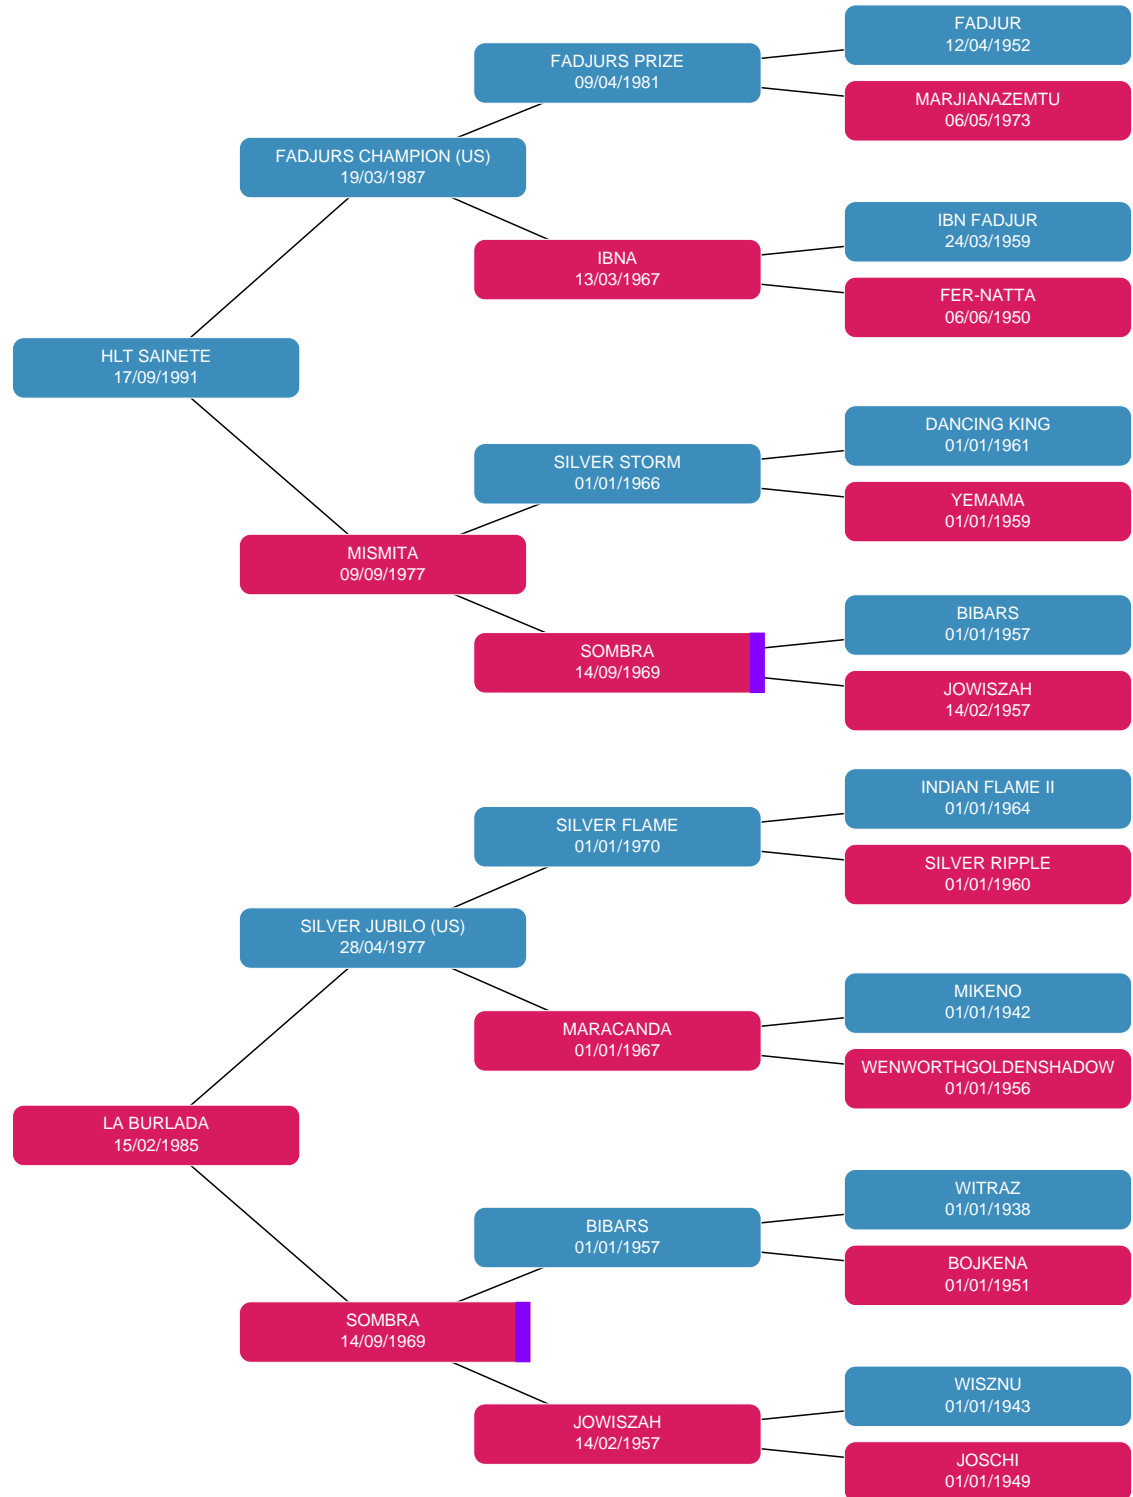 FADJUR
12/04/1952
FADJURS PRIZE
09/04/1981
MARJIANAZEMTU
06/05/1973
FADJURS CHAMPION (US)
19/03/1987
IBN FADJUR
24/03/1959
IBNA
13/03/1967
FER-NATTA
06/06/1950
HLT SAINETE
17/09/1991
DANCING KING
01/01/1961
SILVER STORM
01/01/1966
YEMAMA
01/01/1959
MISMITA
09/09/1977
BIBARS
01/01/1957
SOMBRA
14/09/1969
JOWISZAH
14/02/1957
INDIAN FLAME II
01/01/1964
SILVER FLAME
01/01/1970
SILVER RIPPLE
01/01/1960
SILVER JUBILO (US)
28/04/1977
MIKENO
01/01/1942
MARACANDA
01/01/1967
WENWORTHGOLDENSHADOW
01/01/1956
LA BURLADA
15/02/1985
WITRAZ
01/01/1938
BIBARS
01/01/1957
BOJKENA
01/01/1951
SOMBRA
14/09/1969
WISZNU
01/01/1943
JOWISZAH
14/02/1957
JOSCHI
01/01/1949